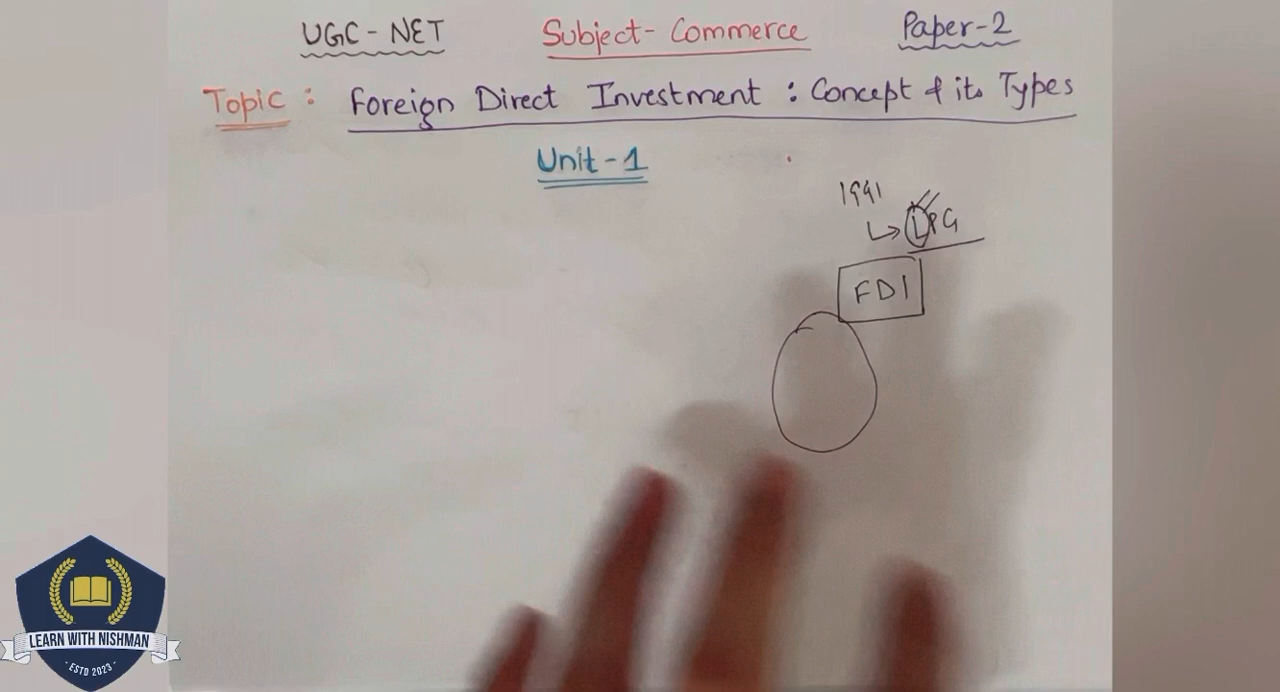 UGC-NET Subject- Commerce Paper-2
Topic: Foreign Direct Investment: Concept & its Types
Unit-1
1991
LPG
FDI
LEARN WITH NISHMAN
ESTD 2023